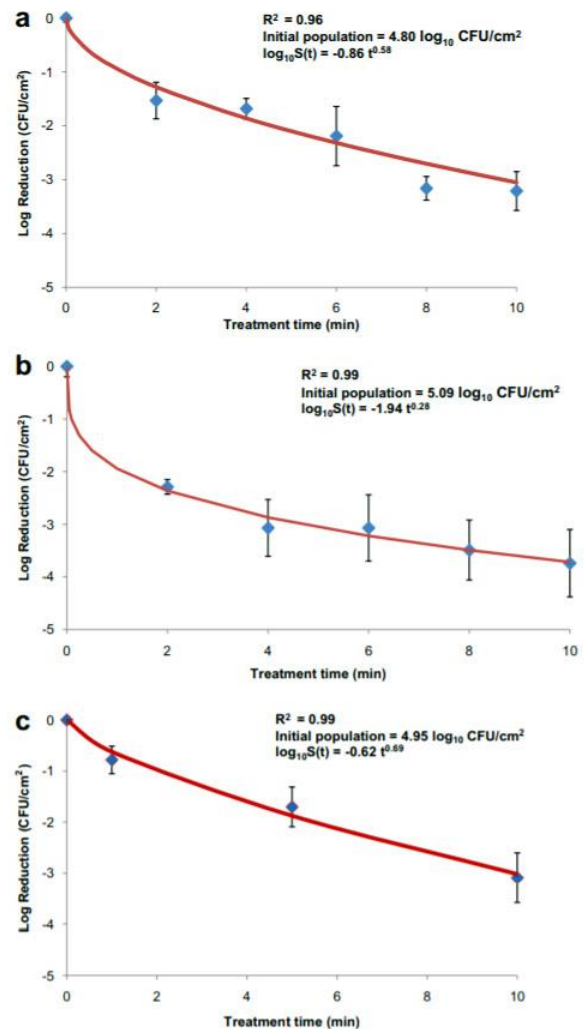 a
R² = 0.96
Initial population = 4.80 log₁₀ CFU/cm²
log₁₀S(t) = -0.86 t^0.58
Log Reduction (CFU/cm²)
0
-1
-2
-3
-4
-5
0 2 4 6 8 10
Treatment time (min)
b
R² = 0.99
Initial population = 5.09 log₁₀ CFU/cm²
log₁₀S(t) = -1.94 t^0.28
Log Reduction (CFU/cm²)
0
-1
-2
-3
-4
-5
0 2 4 6 8 10
Treatment time (min)
c
R² = 0.99
Initial population = 4.95 log₁₀ CFU/cm²
log₁₀S(t) = -0.62 t^0.69
Log Reduction (CFU/cm²)
0
-1
-2
-3
-4
-5
0 2 4 6 8 10
Treatment time (min)